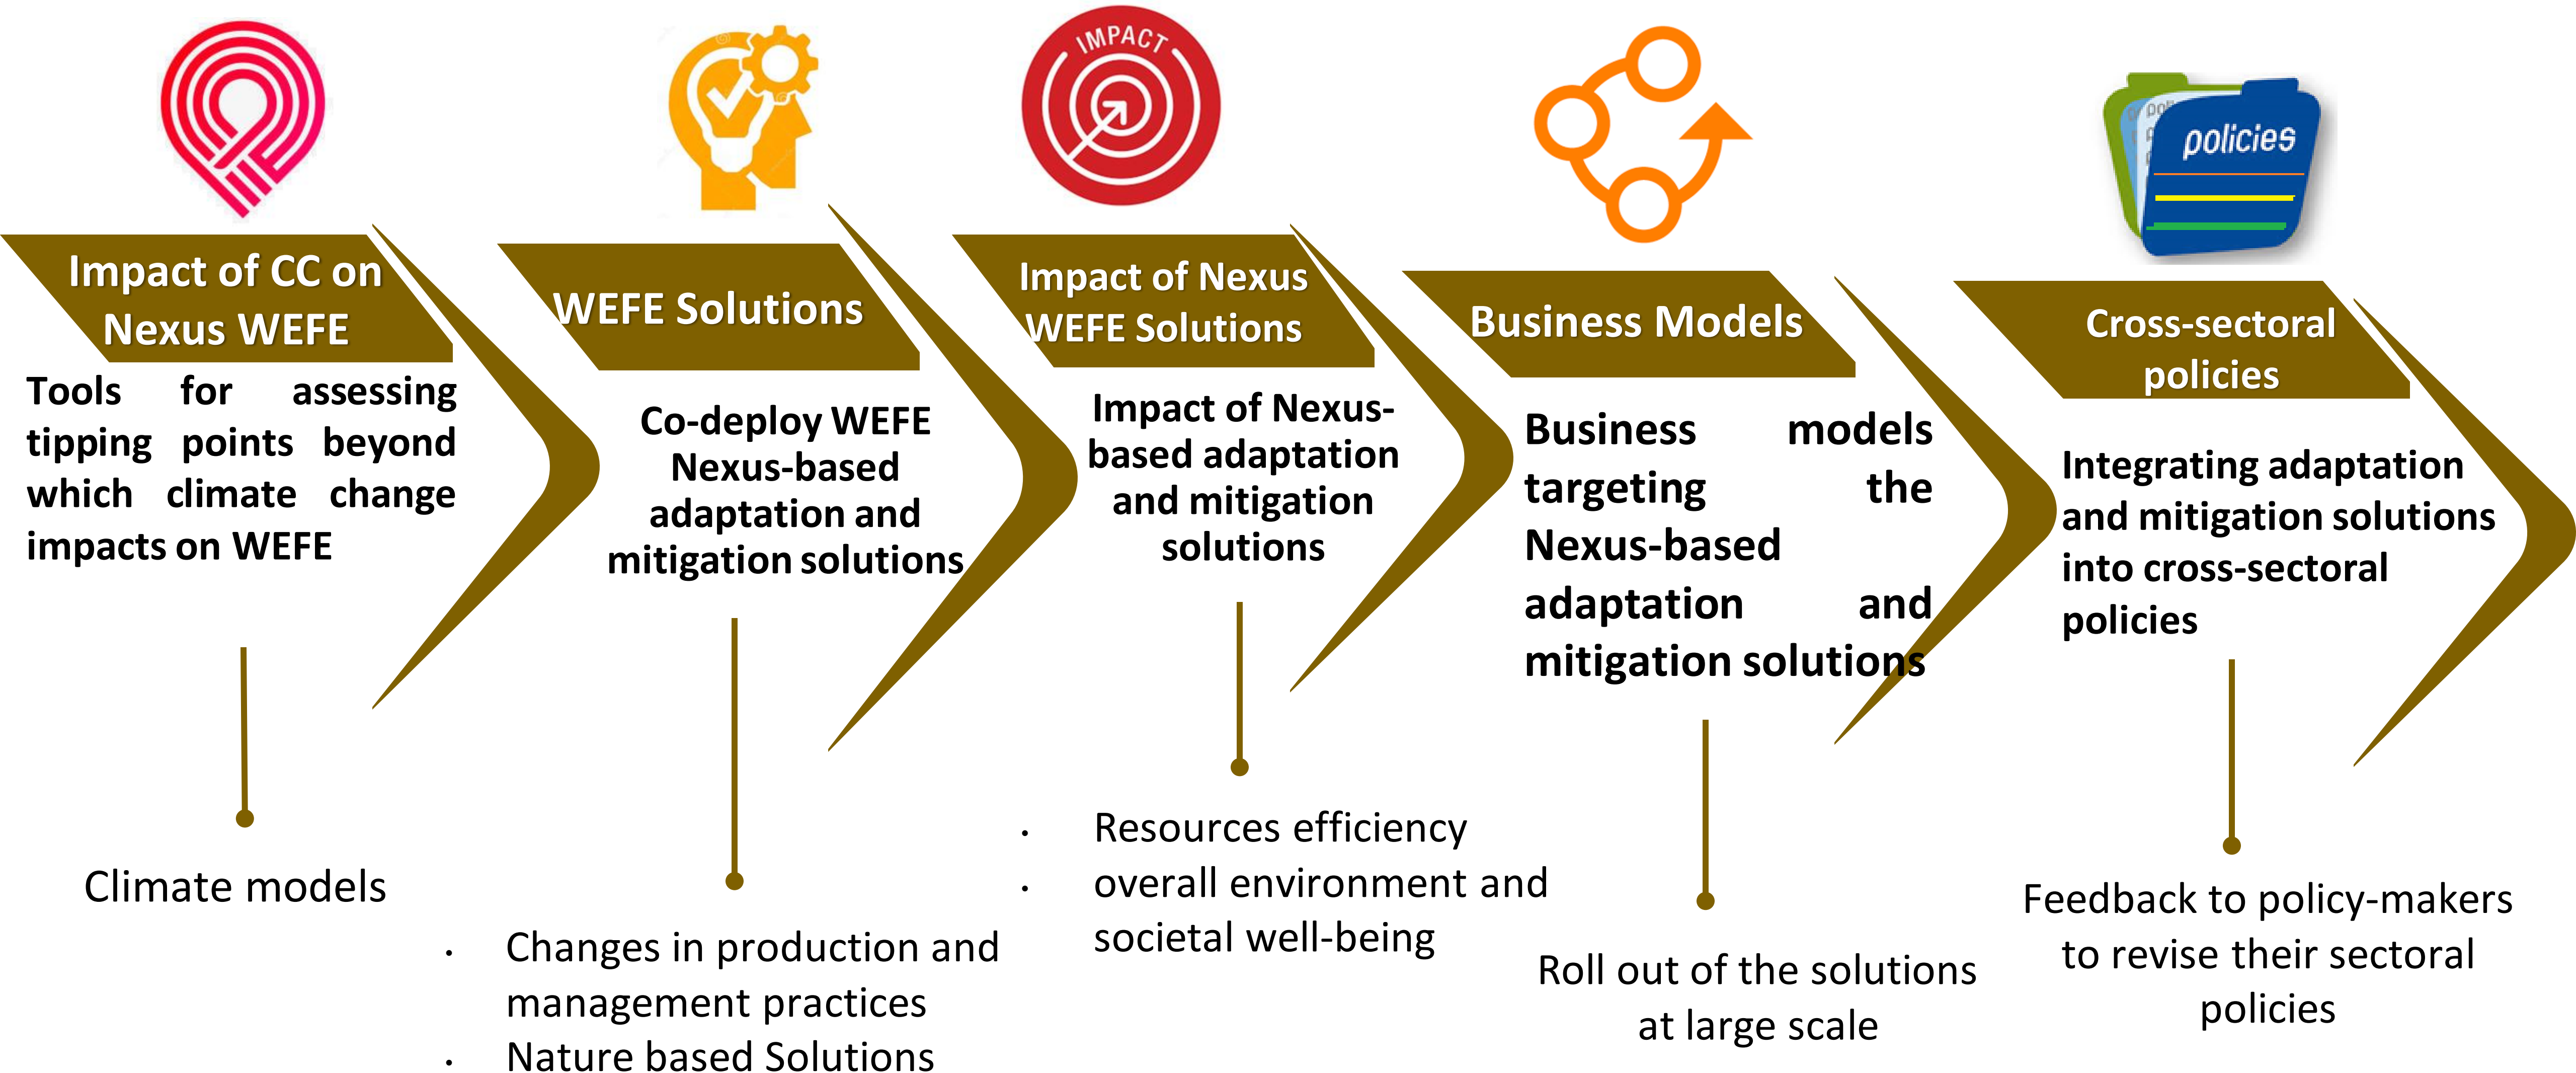 IMPACT
policies
Impact of CC on
Nexus WEFE
Tools for assessing
tipping points beyond
which climate change
impacts on WEFE
Climate models
WEFE Solutions
Co-deploy WEFE
Nexus-based
adaptation and
mitigation solutions
• Changes in production and
management practices
• Nature based Solutions
Impact of Nexus
WEFE Solutions
Impact of Nexus-
based adaptation
and mitigation
solutions
• Resources efficiency
• overall environment and
societal well-being
Business Models
Business models
targeting the
Nexus-based
adaptation and
mitigation solutions
Roll out of the solutions
at large scale
Cross-sectoral
policies
Integrating adaptation
and mitigation solutions
into cross-sectoral
policies
Feedback to policy-makers
to revise their sectoral
policies